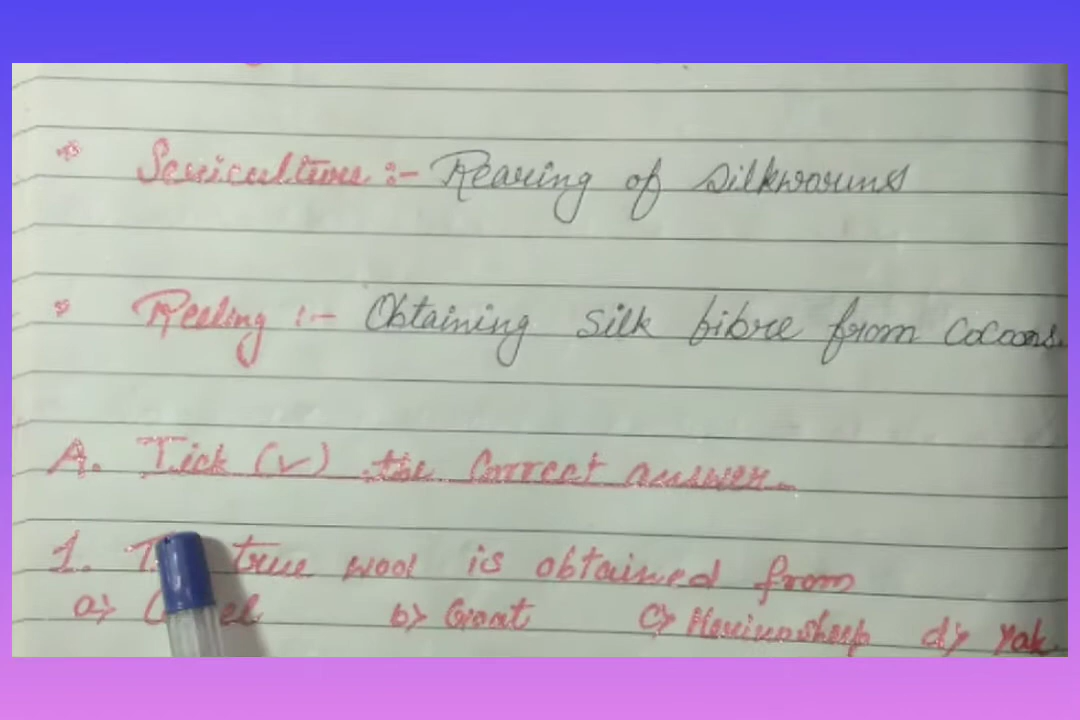 Sericulture :- Rearing of silkworms
Reeling :- Obtaining silk fibre from cocoons.
A. Tick (✓) the correct answer.
1. true wool is obtained from
a) b) Goat c) Merino sheep d) Yak